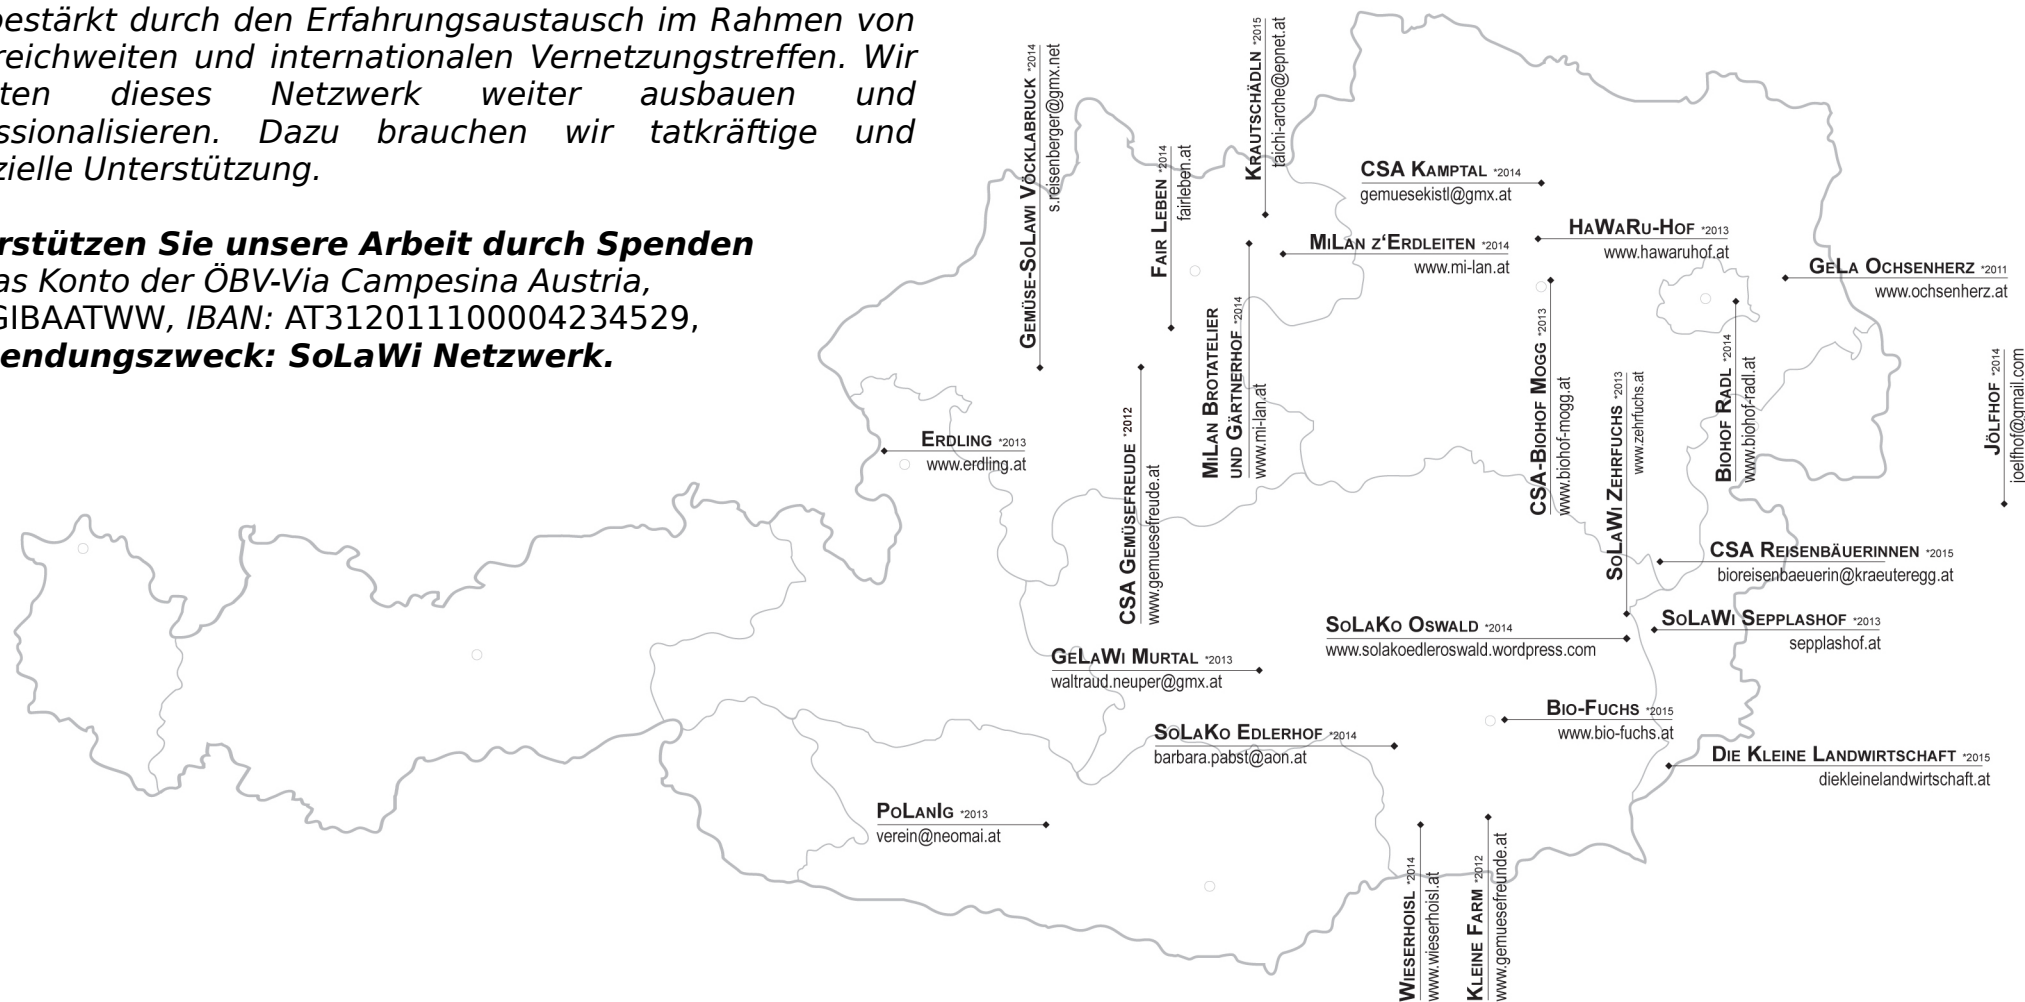 bestärkt durch den Erfahrungsaustausch im Rahmen von
reichweiten und internationalen Vernetzungstreffen. Wir
ten dieses Netzwerk weiter ausbauen und
ssionalisieren. Dazu brauchen wir tatkräftige und
zielle Unterstützung.
rstützen Sie unsere Arbeit durch Spenden
as Konto der ÖBV-Via Campesina Austria,
GIBAATWW, IBAN: AT312011100004234529,
endungszweck: SoLaWi Netzwerk.
Gemüse-SoLawi Vöcklabruck *2014
s.reisenberger@gmx.net
Fair Leben *2014
fairleben.at
Krautschädln *2015
taichi-arche@epnet.at
CSA Kamptal *2014
gemuesekistl@gmx.at
HaWaRu-Hof *2013
www.hawaruhof.at
MiLan z‘Erdleiten *2014
www.mi-lan.at
GeLa Ochsenherz *2011
www.ochsenherz.at
MiLan Brotatelier
und Gärtnerhof *2014
www.mi-lan.at
CSA-Biohof Mogg *2013
www.biohof-mogg.at
SoLaWi Zehrfuchs *2013
www.zehrfuchs.at
Biohof Radl *2014
www.biohof-radl.at
Jölfhof *2014
joelfhof@gmail.com
Erdling *2013
www.erdling.at
CSA Gemüsefreude *2012
www.gemuesefreude.at
CSA Reisenbäuerinnen *2015
bioreisenbaeuerin@kraeuteregg.at
SoLaKo Oswald *2014
www.solakoedleroswald.wordpress.com
SoLaWi Sepplashof *2013
sepplashof.at
GeLaWi Murtal *2013
waltraud.neuper@gmx.at
Bio-Fuchs *2015
www.bio-fuchs.at
SoLaKo Edlerhof *2014
barbara.pabst@aon.at
Die Kleine Landwirtschaft *2015
diekleinelandwirtschaft.at
PoLanIg *2013
verein@neomai.at
Wieserhoisl *2014
www.wieserhoisl.at
Kleine Farm *2012
www.gemuesefreunde.at